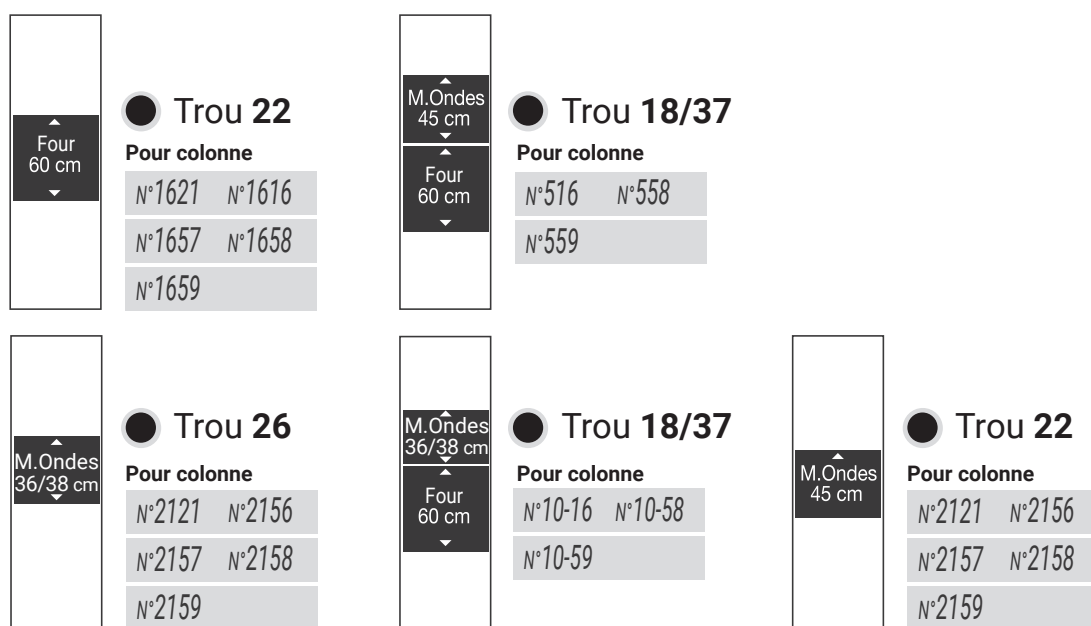 Four
60 cm
Trou 22
Pour colonne
N°1621 N°1616
N°1657 N°1658
N°1659
M.Ondes
45 cm
Four
60 cm
Trou 18/37
Pour colonne
N°516 N°558
N°559
M.Ondes
36/38 cm
Trou 26
Pour colonne
N°2121 N°2156
N°2157 N°2158
N°2159
M.Ondes
36/38 cm
Four
60 cm
Trou 18/37
Pour colonne
N°10-16 N°10-58
N°10-59
M.Ondes
45 cm
Trou 22
Pour colonne
N°2121 N°2156
N°2157 N°2158
N°2159